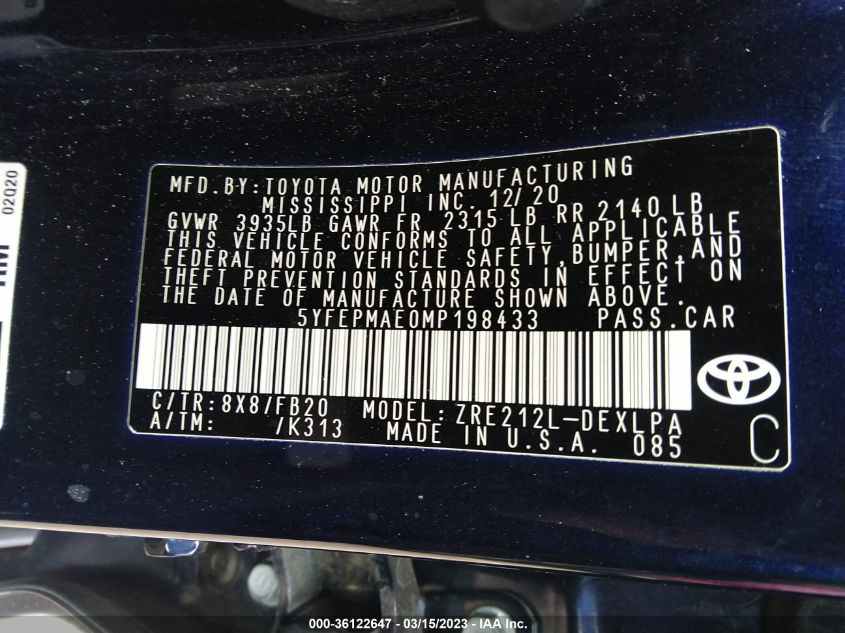 02Q20
MFD.BY:TOYOTA MOTOR MANUFACTURING
MISSISSIPPI INC. 12/20
GVWR 3935LB GAWR FR 2315 LB RR 2140 LB
THIS VEHICLE CONFORMS TO ALL APPLICABLE
FEDERAL MOTOR VEHICLE SAFETY,BUMPER,AND
THEFT PREVENTION STANDARDS IN EFFECT ON
THE DATE OF MANUFACTURE SHOWN ABOVE.
5YFEPMAE0MP198433 PASS.CAR
C/TR:8X8/FB20 MODEL:ZRE212L-DEXLPA
A/TM: /K313 MADE IN U.S.A. 085
C
000-36122647 - 03/15/2023 - IAA Inc.